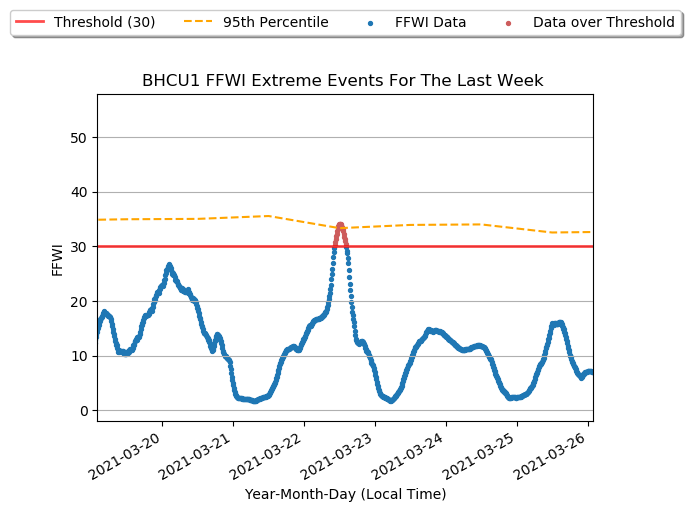 Threshold (30) 95th Percentile FFWI Data Data over Threshold
BHCU1 FFWI Extreme Events For The Last Week
50
40
30
20
10
0
FFWI
2021-03-20 2021-03-21 2021-03-22 2021-03-23 2021-03-24 2021-03-25 2021-03-26
Year-Month-Day (Local Time)